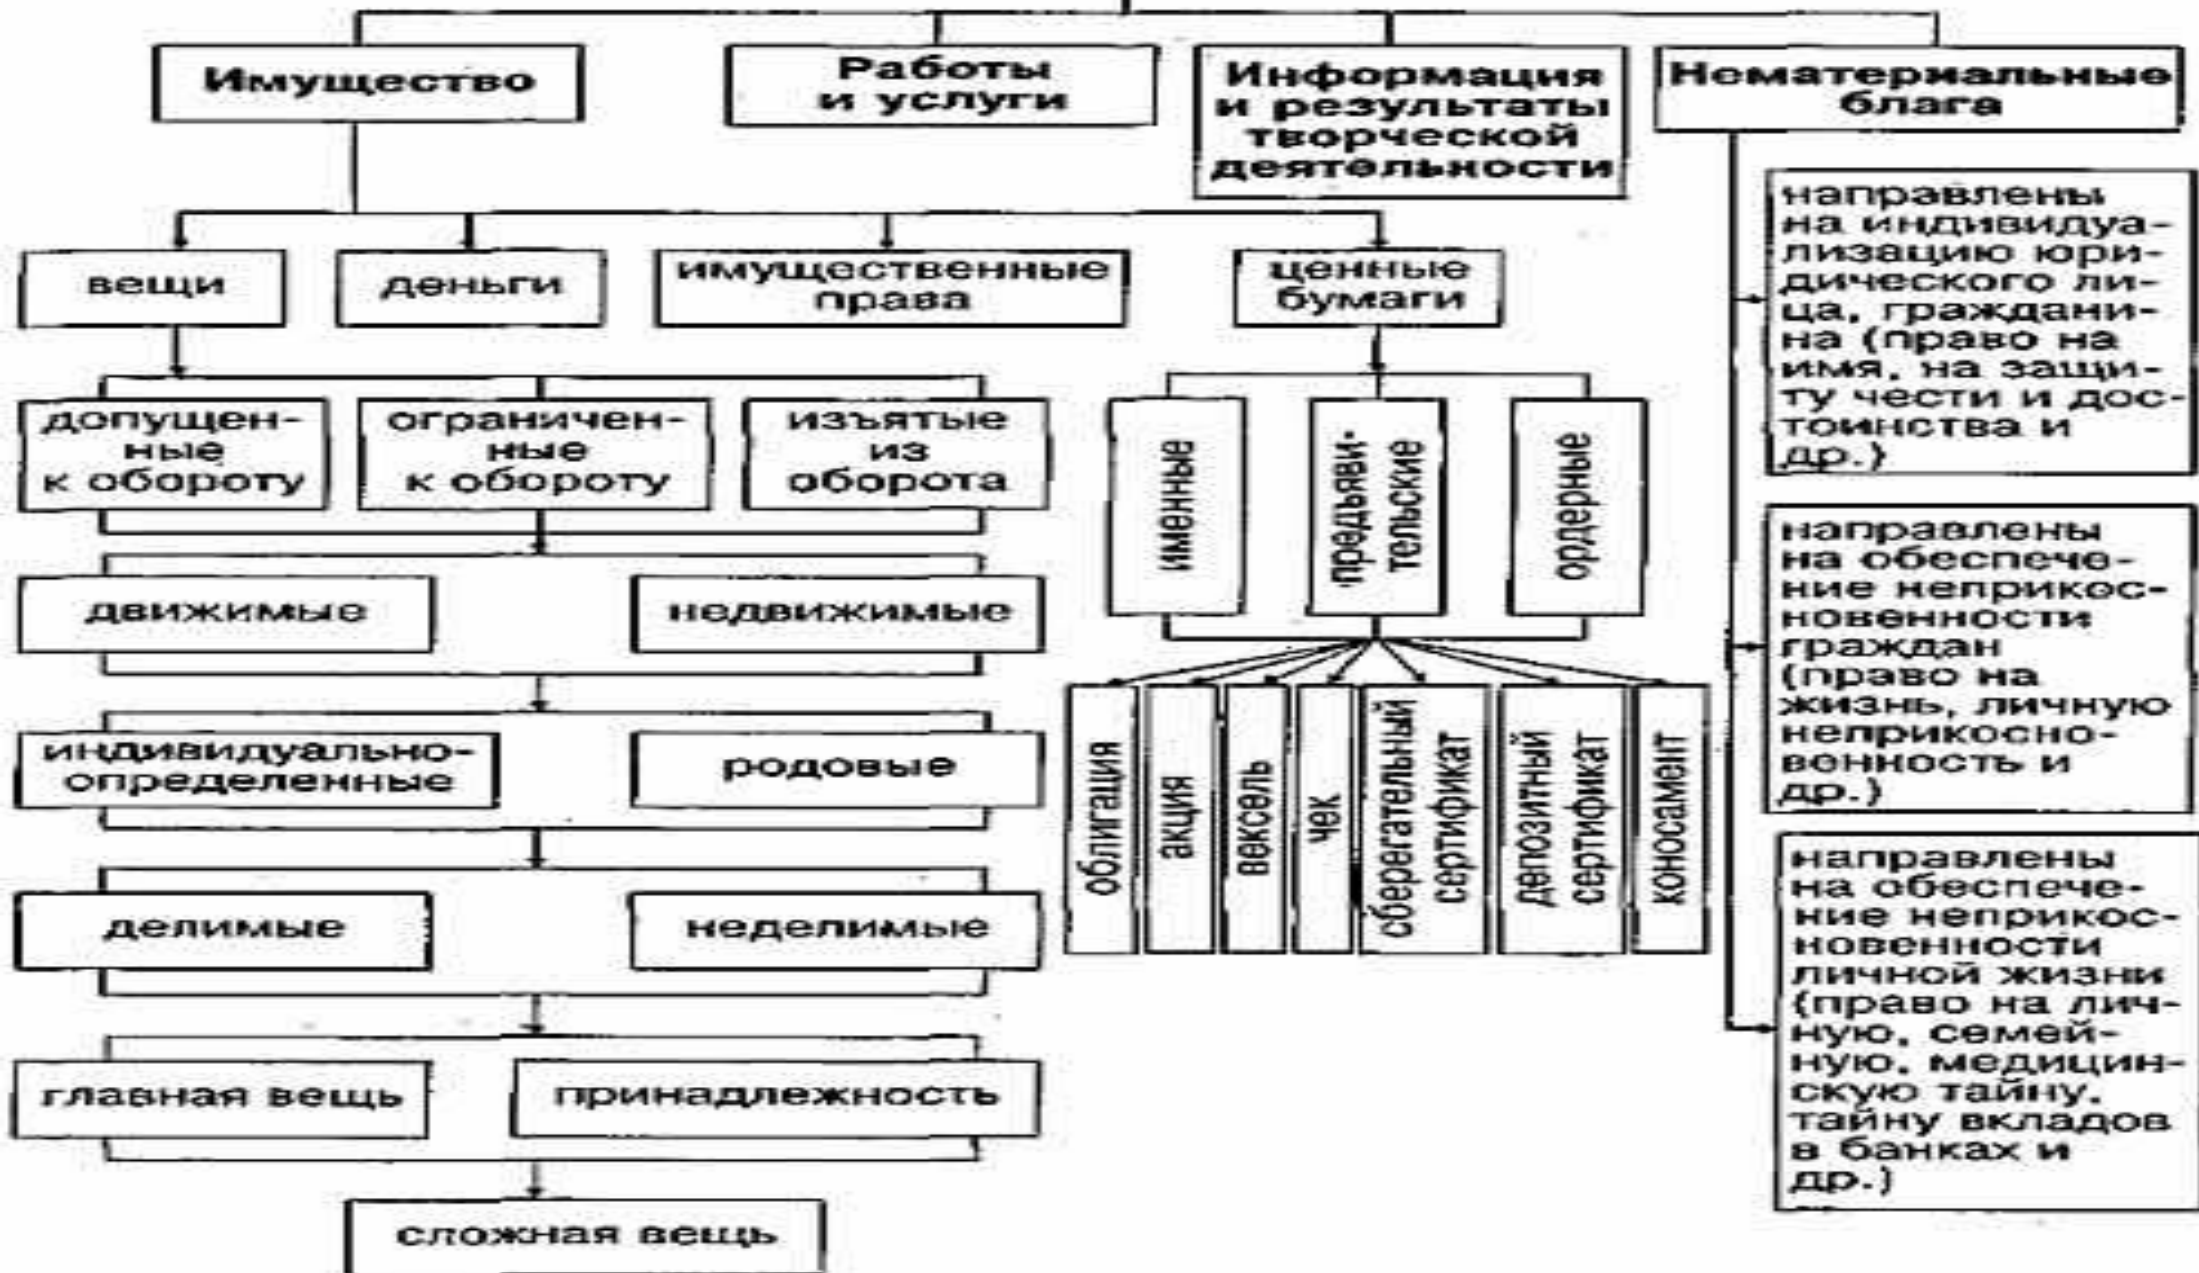 Имущество
Работы
и услуги
Информация
и результаты
творческой
деятельности
Нематериальные
блага
вещи
деньги
имущественные
права
ценные
бумаги
допущен-
ные
к обороту
ограничен-
ные
к обороту
изъятые
из
оборота
движимые
недвижимые
индивидуально-
определенные
родовые
делимые
неделимые
главная вещь
принадлежность
сложная вещь
именные
предъяви-
тельские
ордерные
облигация
акция
вексель
чек
сберегательный
сертификат
депозитный
сертификат
коносамент
направлены
на индивидуа-
лизацию юри-
дического ли-
ца, граждани-
на (право на
имя, на защи-
ту чести и дос-
тоинства и
др.)
направлены
на обеспече-
ние неприкос-
новенности
граждан
(право на
жизнь, личную
неприкосно-
венность и
др.)
направлены
на обеспече-
ние неприкос-
новенности
личной жизни
(право на лич-
ную, семей-
ную, медицин-
скую тайну,
тайну вкладов
в банках и
др.)